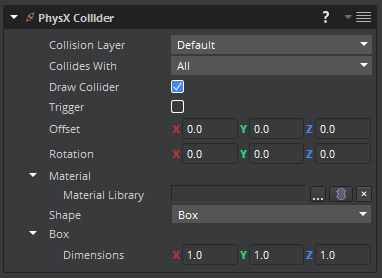 PhysX Collider ?
Collision Layer Default
Collides With All
Draw Collider
Trigger
Offset X 0.0 Y 0.0 Z 0.0
Rotation X 0.0 Y 0.0 Z 0.0
Material
Material Library ...
Shape Box
Box
Dimensions X 1.0 Y 1.0 Z 1.0